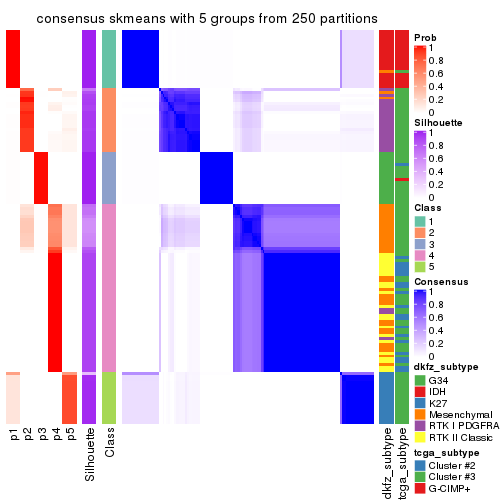 consensus skmeans with 5 groups from 250 partitions
p1
p2
p3
p4
p5
Silhouette
Class
dkfz_subtype
tcga_subtype
Prob
1
0.8
0.6
0.4
0.2
0
Silhouette
1
0.8
0.6
0.4
0.2
0
Class
1
2
3
4
5
Consensus
1
0.8
0.6
0.4
0.2
0
dkfz_subtype
G34
IDH
K27
Mesenchymal
RTK I PDGFRA
RTK II Classic
tcga_subtype
Cluster #2
Cluster #3
G-CIMP+